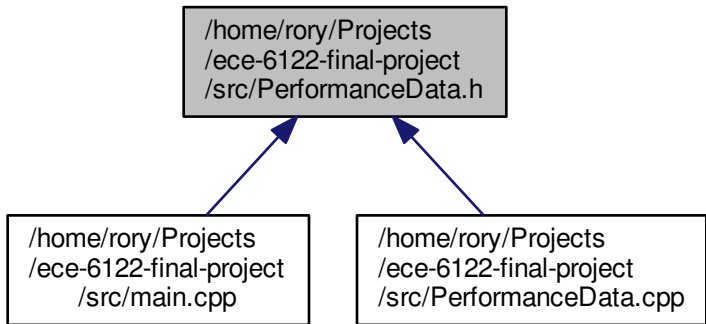 /home/rory/Projects
/ece-6122-final-project
/src/PerformanceData.h
/home/rory/Projects
/ece-6122-final-project
/src/main.cpp
/home/rory/Projects
/ece-6122-final-project
/src/PerformanceData.cpp